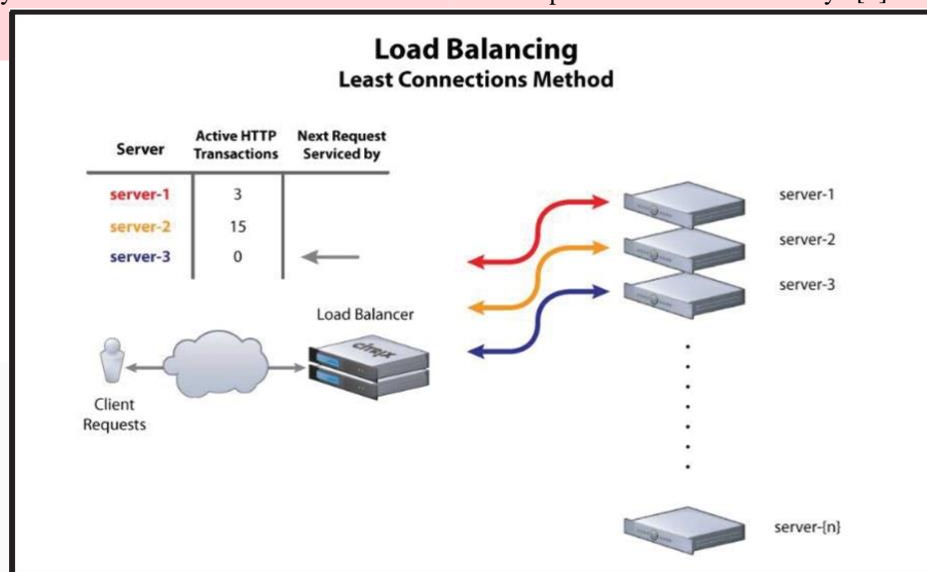 Load Balancing
Least Connections Method
Server Active HTTP Transactions Next Request Serviced by
server-1 3
server-2 15
server-3 0
Load Balancer
citrix
Client
Requests
server-1
server-2
server-3
server-{n}